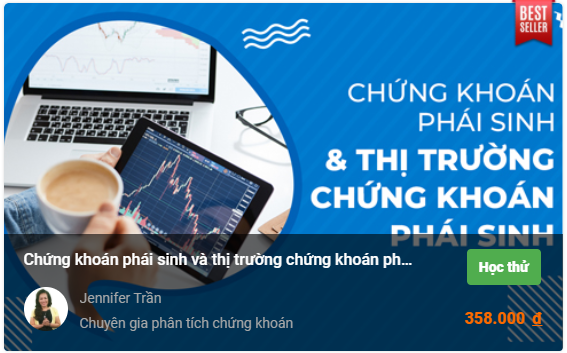 BEST
SELLER
CHỨNG KHOÁN
PHÁI SINH
& THỊ TRƯỜNG
CHỨNG KHOÁN
PHÁI SINH
Chứng khoán phái sinh và thị trường chứng khoán ph...
Học thử
Jennifer Trần
Chuyên gia phân tích chứng khoán
358.000 đ